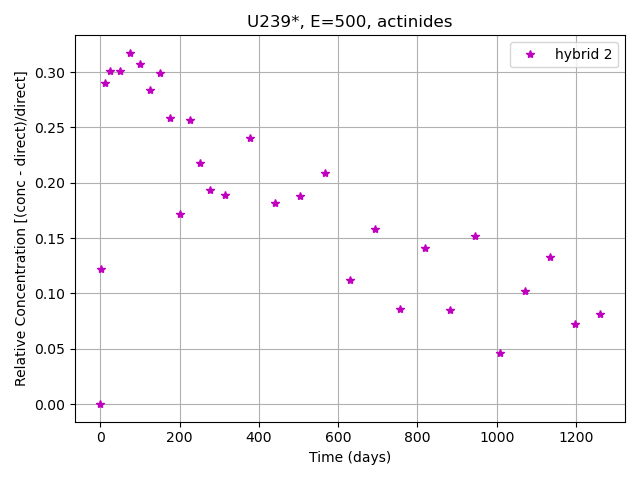 U239*, E=500, actinides
hybrid 2
Relative Concentration [(conc - direct)/direct]
0.30
0.25
0.20
0.15
0.10
0.05
0.00
0 200 400 600 800 1000 1200
Time (days)